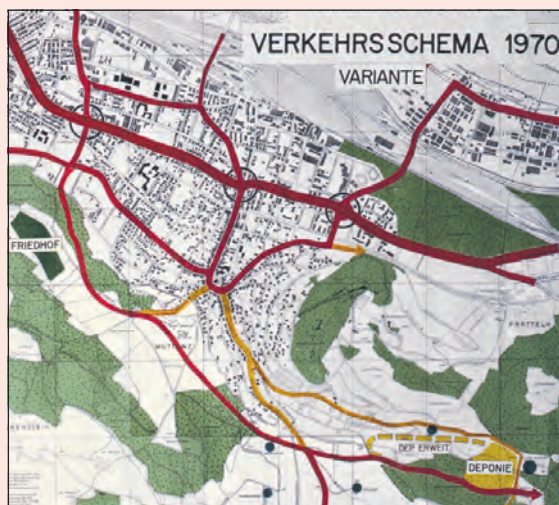 VERKEHRSSCHEMA 1970
VARIANTE
FRIEDHOF
PRATTELN
MUTTENZ
DEP. ERWEIT.
DEPONIE